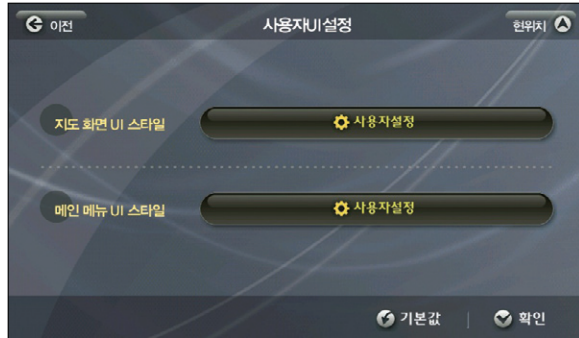 이전
사용자UI설정
현위치
지도 화면 UI 스타일
사용자설정
메인 메뉴 UI 스타일
사용자설정
기본값
확인